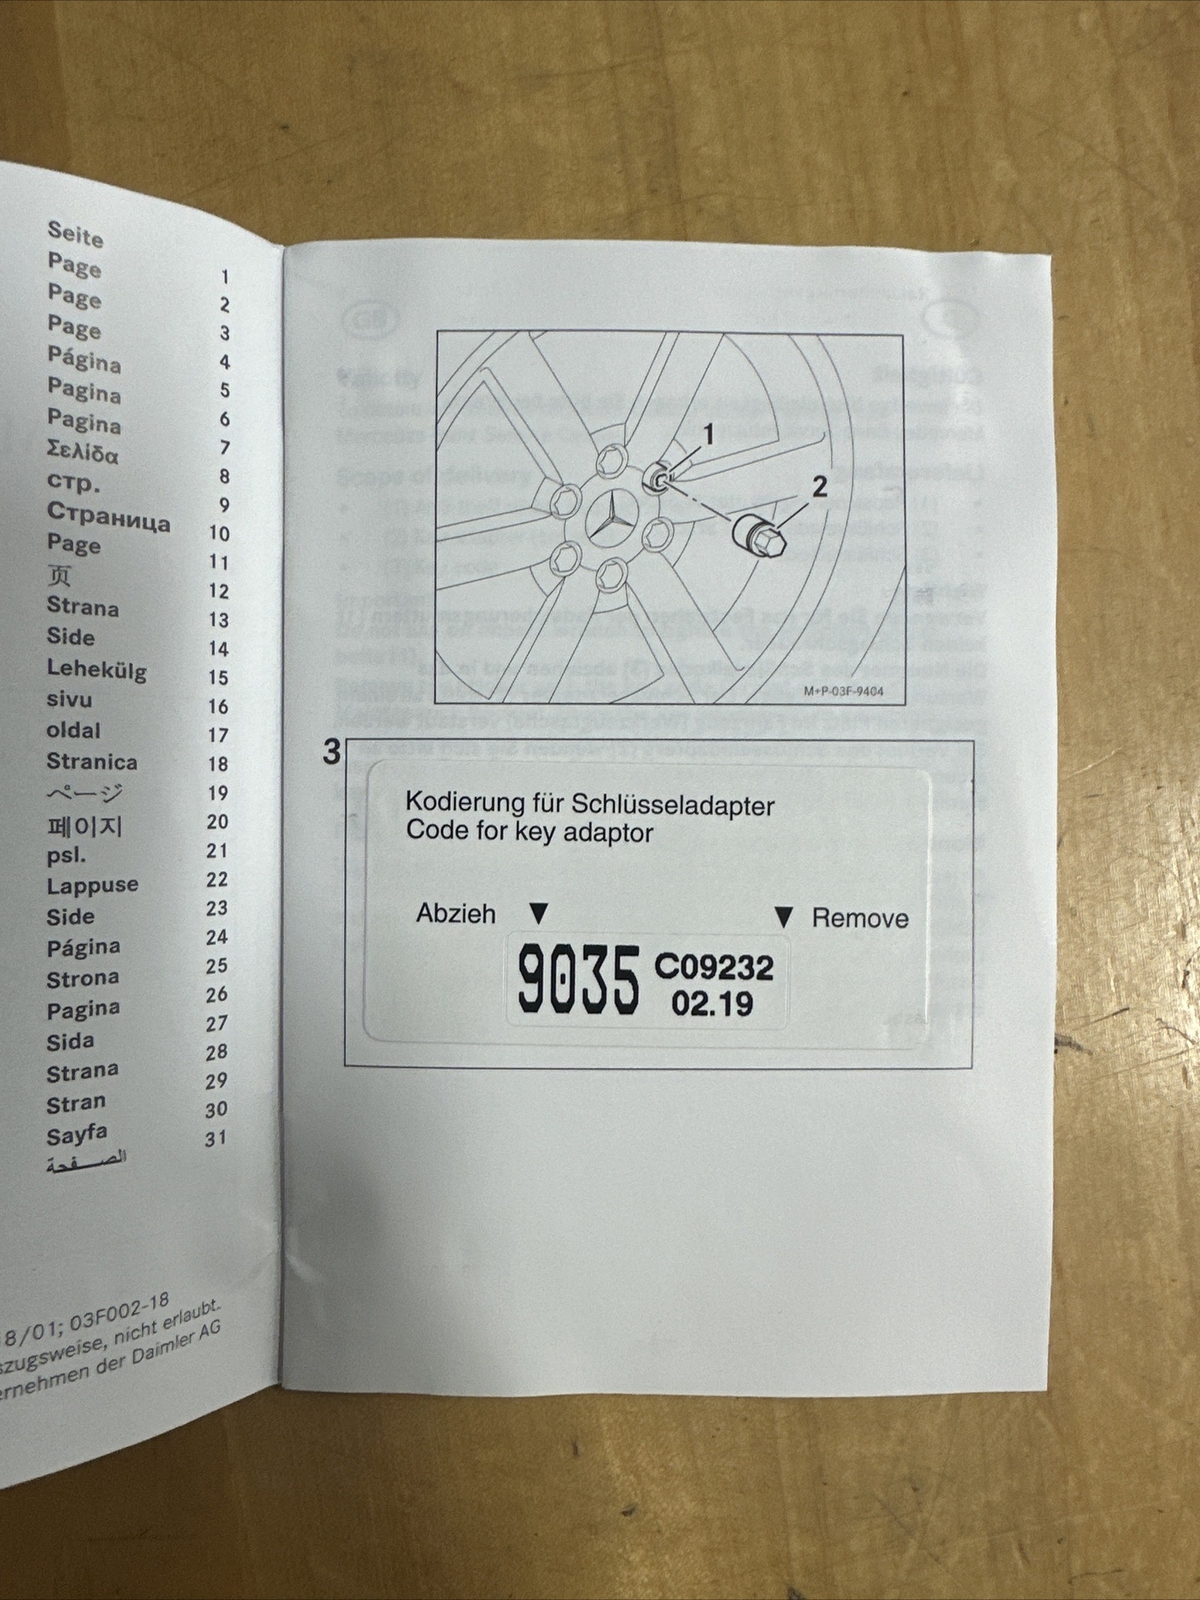 Seite
Page 1
Page 2
Page 3
Página 4
Pagina 5
Pagina 6
Σελίδα 7
стр. 8
Страница 9
Page 10
页 11
Strana 12
Side 13
Lehekülg 14
sivu 15
oldal 16
Stranica 17
ページ 18
페이지 19
psl. 20
Lappuse 21
Side 22
Página 23
Strona 24
Pagina 25
Sida 26
Strana 27
Stran 28
Sayfa 29
الصفحة 30
31
8/01; 03F002-18
szugsweise, nicht erlaubt.
ernehmen der Daimler AG
1
2
M+P-03F-9404
3
Kodierung für Schlüsseladapter
Code for key adaptor
Abzieh ▼ ▼ Remove
9035 C09232
02.19